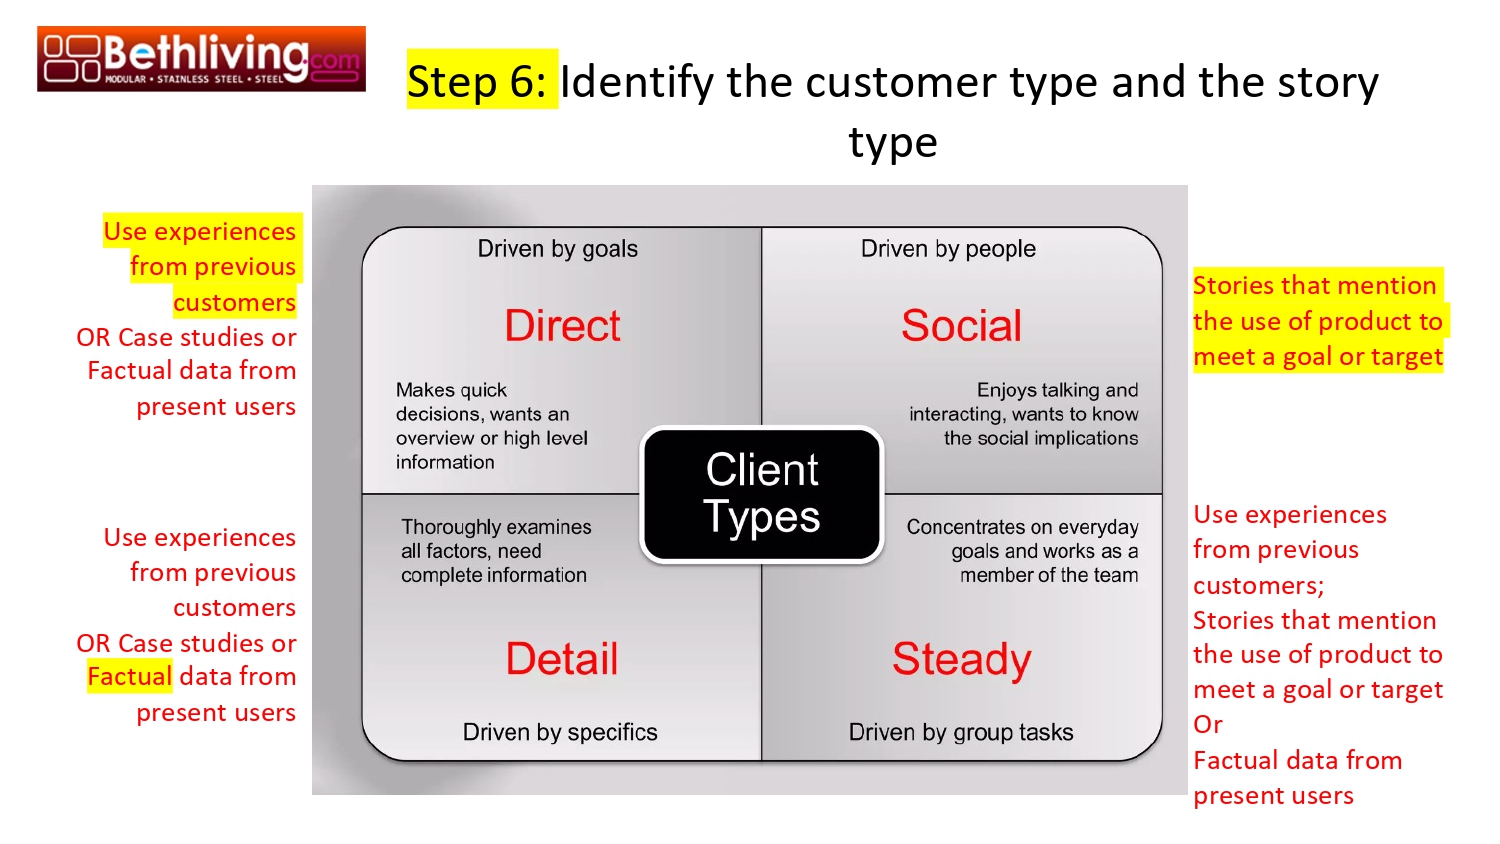 Bethliving.com
MODULAR • STAINLESS STEEL • STEEL
Step 6: Identify the customer type and the story
type
Use experiences
from previous
customers
OR Case studies or
Factual data from
present users
Driven by goals
Direct
Makes quick
decisions, wants an
overview or high level
information
Driven by people
Social
Enjoys talking and
interacting, wants to know
the social implications
Stories that mention
the use of product to
meet a goal or target
Client
Types
Use experiences
from previous
customers
OR Case studies or
Factual data from
present users
Thoroughly examines
all factors, need
complete information
Detail
Driven by specifics
Concentrates on everyday
goals and works as a
member of the team
Steady
Driven by group tasks
Use experiences
from previous
customers;
Stories that mention
the use of product to
meet a goal or target
Or
Factual data from
present users